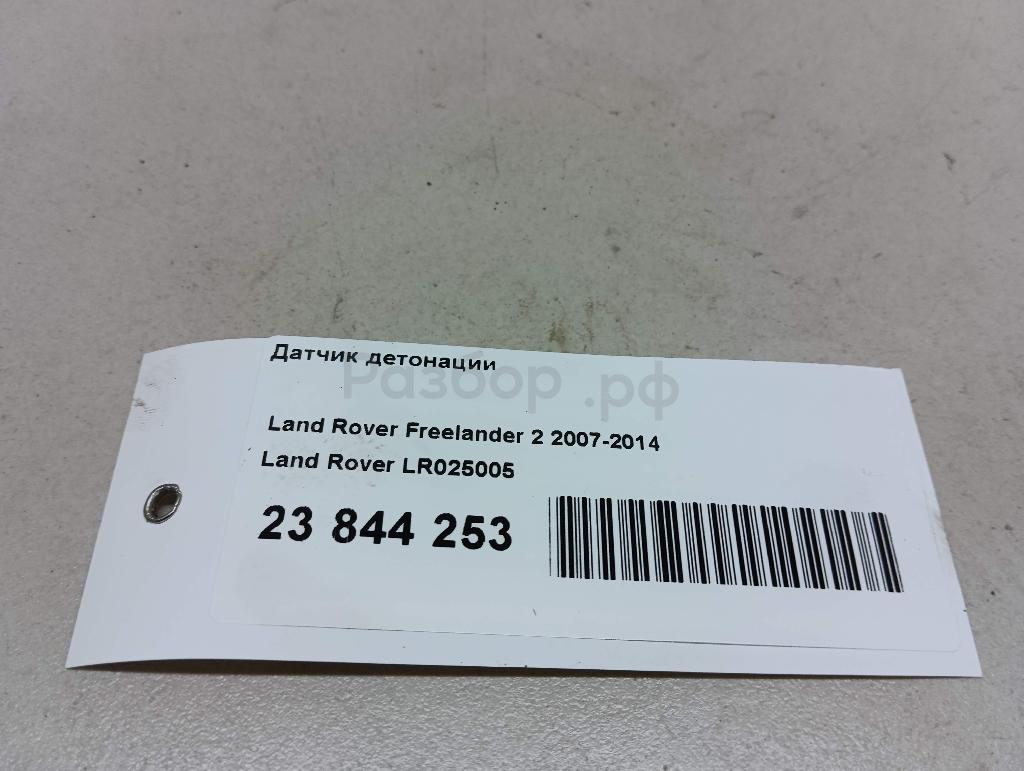 Датчик детонации
Разбор.рф
Land Rover Freelander 2 2007-2014
Land Rover LR025005
23 844 253